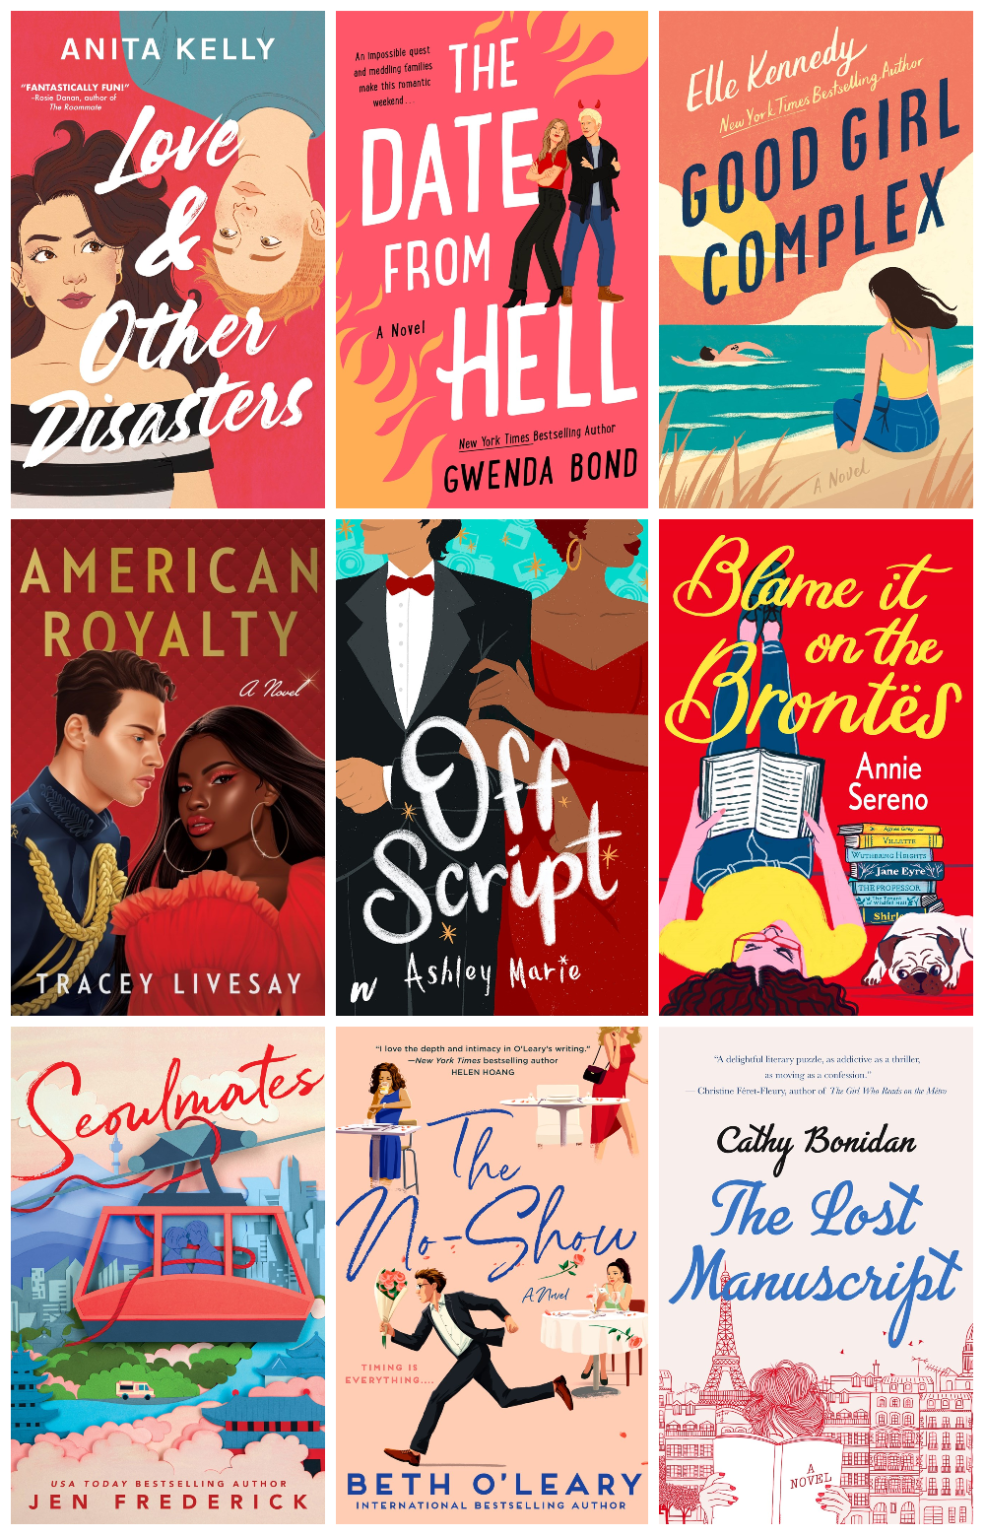 ANITA KELLY
"FANTASTICALLY FUN!"
—Rosie Danan, author of
The Roommate
Love
&
Other
Disasters
An impossible quest
and meddling families
make this romantic
weekend . . .
THE
DATE
FROM
HELL
A Novel
New York Times Bestselling Author
GWENDA BOND
Elle Kennedy
New York Times Bestselling Author
GOOD GIRL
COMPLEX
A Novel
AMERICAN
ROYALTY
A Novel
TRACEY LIVESAY
Off
Script
W Ashley Marie
Blame it
on the
Brontës
Annie
Sereno
Agnes Grey
VILLETTE
WUTHERING HEIGHTS
Jane Eyre
THE PROFESSOR
Shirley
Seoulmates
USA TODAY BESTSELLING AUTHOR
JEN FREDERICK
"I love the depth and intimacy in O'Leary's writing."
—New York Times bestselling author
HELEN HOANG
The
No-Show
A Novel
TIMING IS
EVERYTHING....
BETH O'LEARY
INTERNATIONAL BESTSELLING AUTHOR
"A delightful literary puzzle, as addictive as a thriller,
as moving as a confession."
—Christine Féret-Fleury, author of The Girl Who Reads on the Métro
Cathy Bonidan
The Lost
Manuscript
A
NOVEL